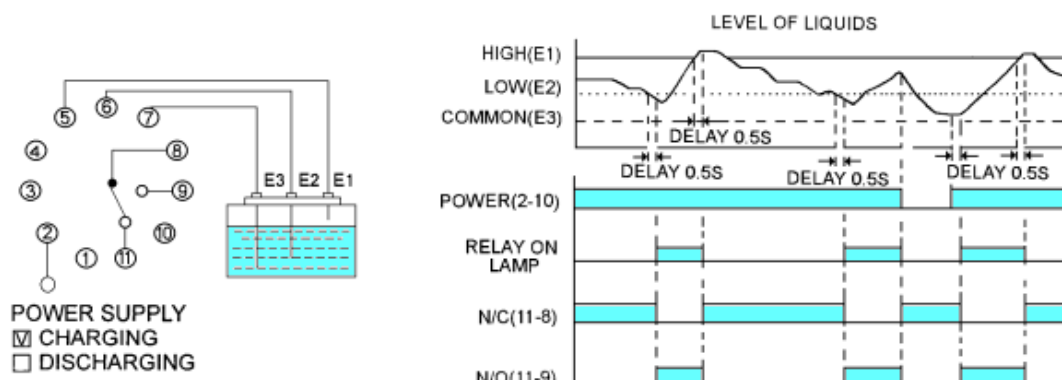 LEVEL OF LIQUIDS
HIGH(E1)
LOW(E2)
COMMON(E3)
DELAY 0.5S
DELAY 0.5S
DELAY 0.5S
DELAY 0.5S
POWER(2-10)
RELAY ON
LAMP
N/C(11-8)
N/O(11-9)
5
6
7
4
8
3
9
2
10
1
11
E3
E2
E1
POWER SUPPLY
V CHARGING
DISCHARGING